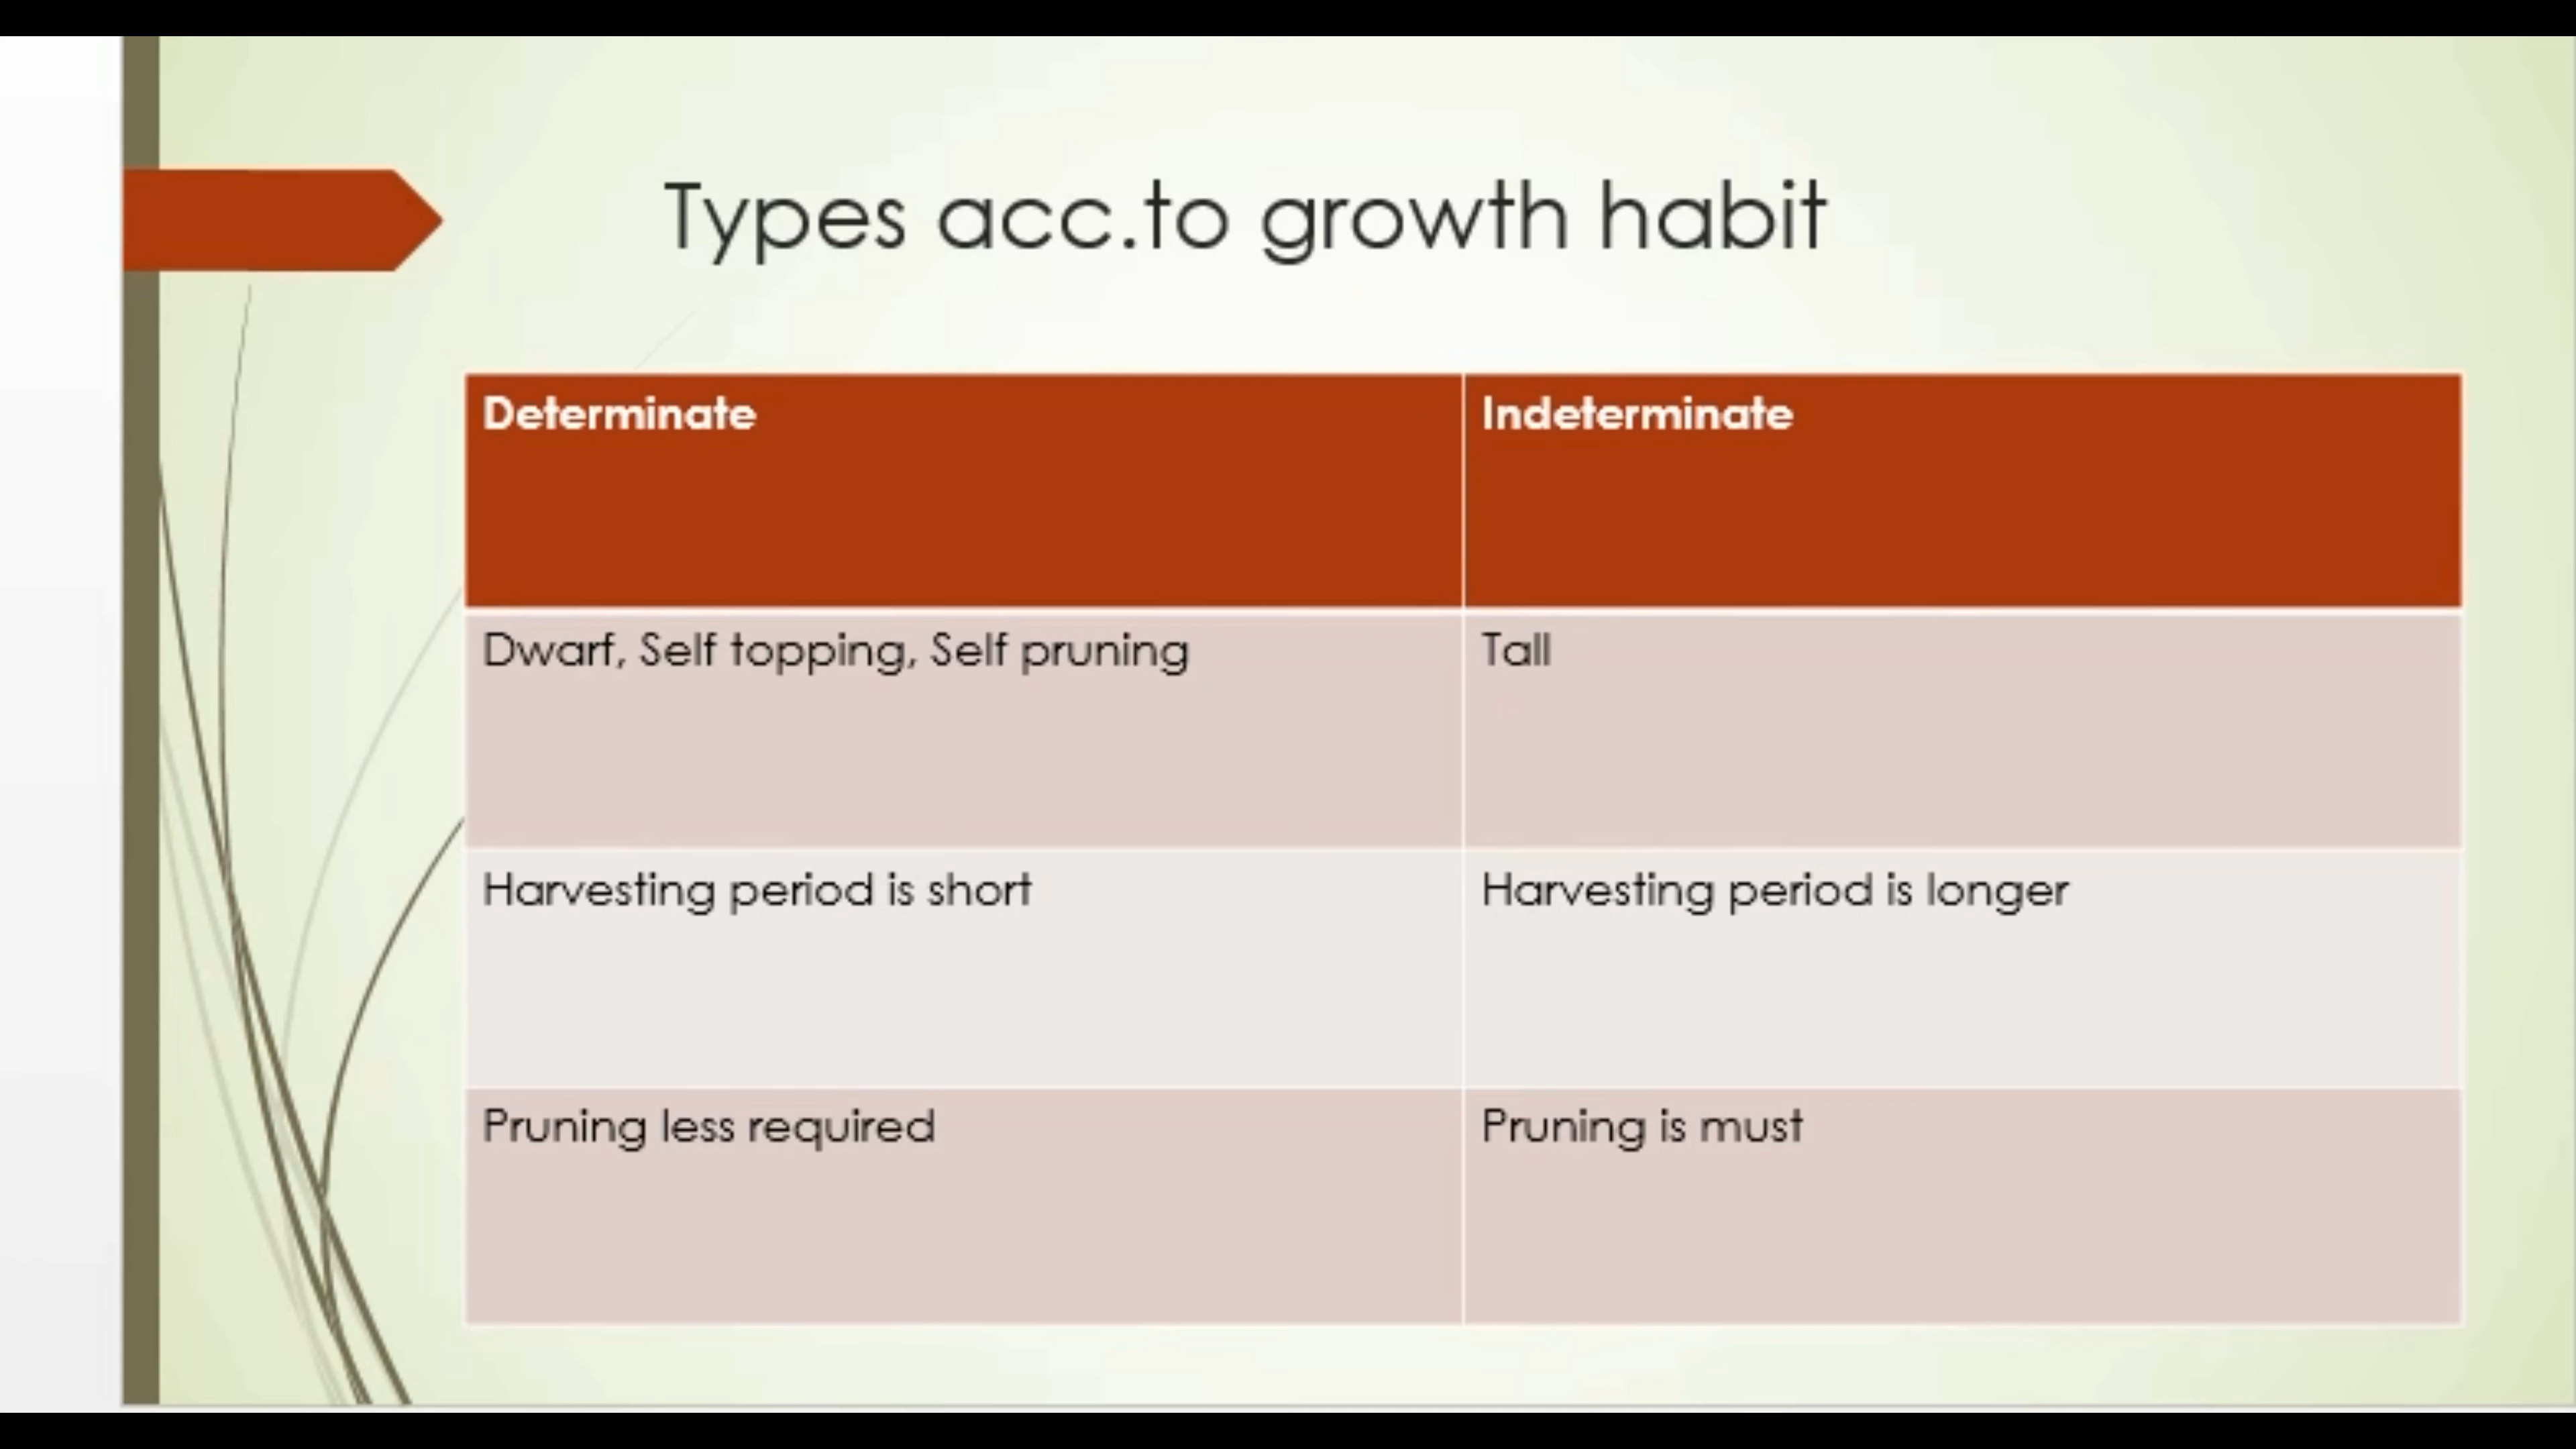 Types acc.to growth habit
Determinate
Indeterminate
Dwarf, Self topping, Self pruning
Tall
Harvesting period is short
Harvesting period is longer
Pruning less required
Pruning is must